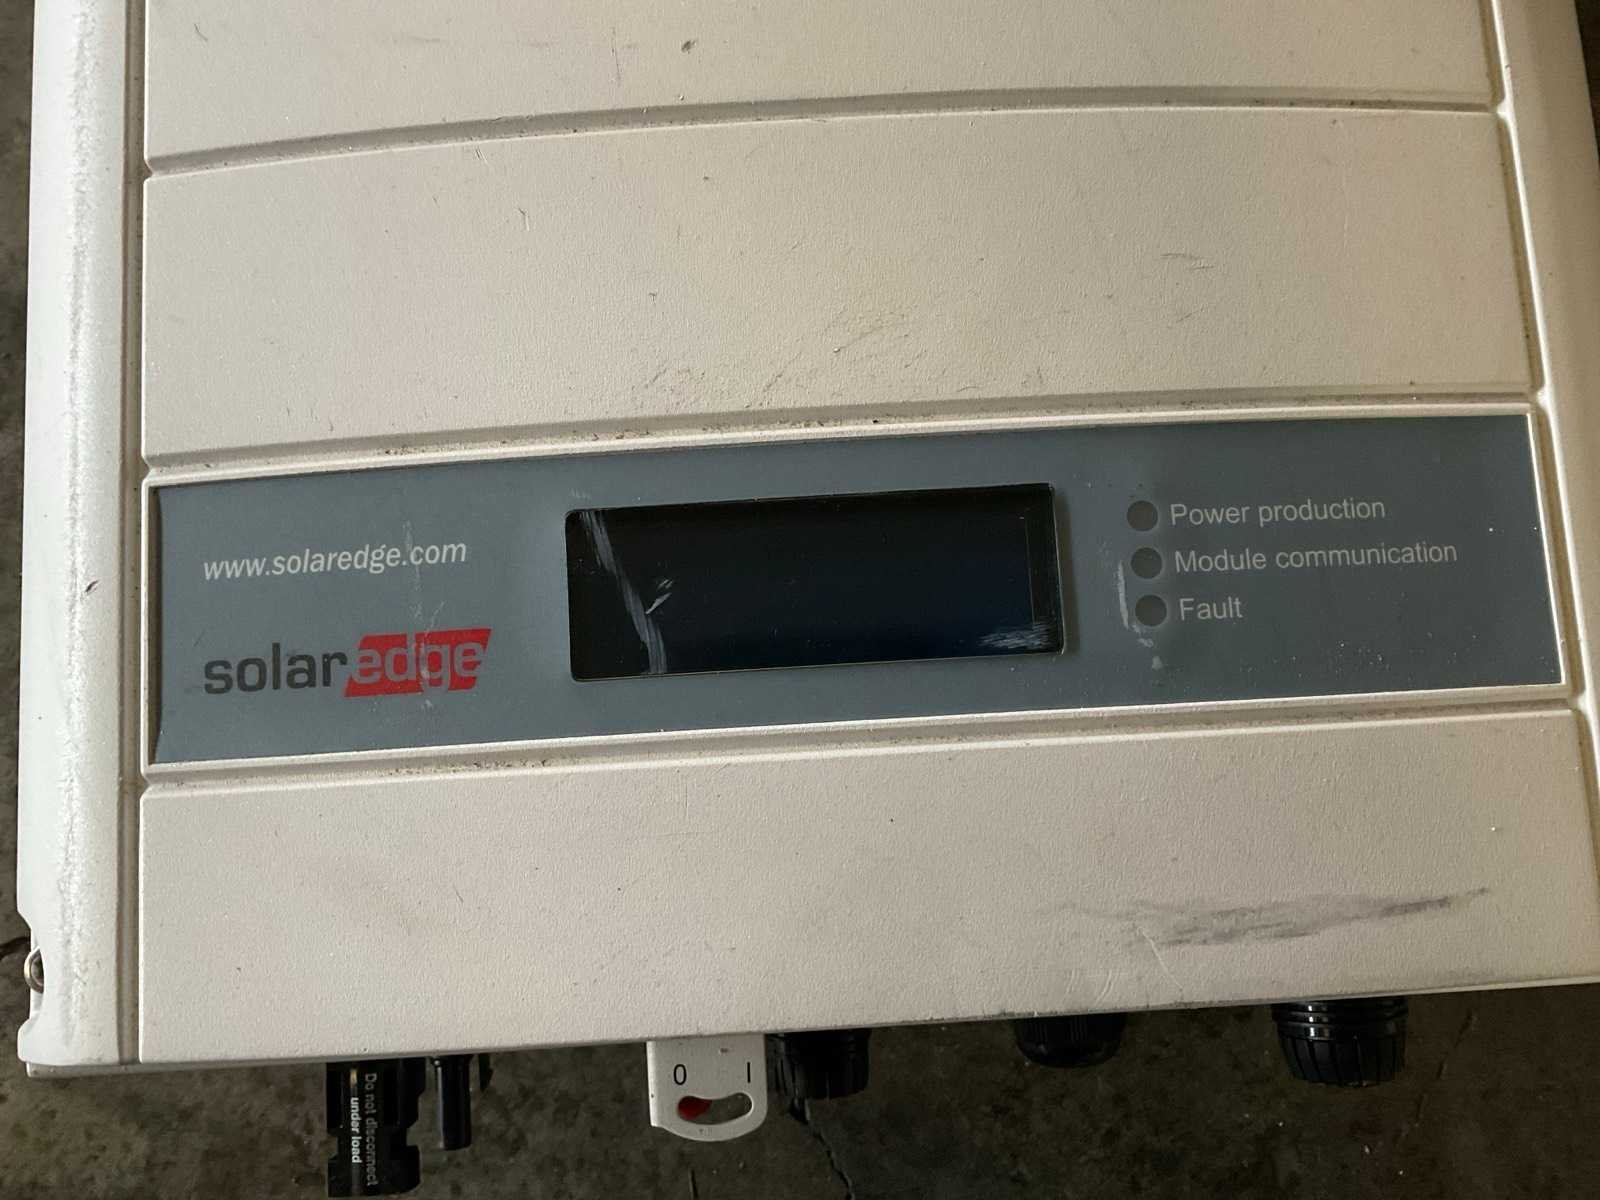 www.solaredge.com
solaredge
Power production
Module communication
Fault
0 I
Do not disconnect
under load